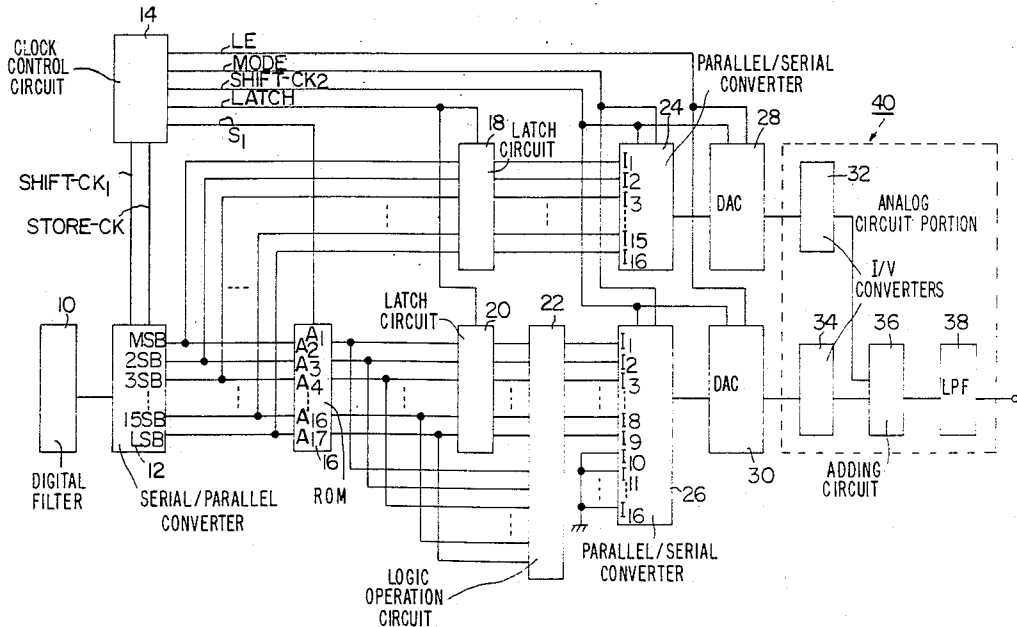 14
CLOCK
CONTROL
CIRCUIT
LE
MODE
SHIFT-CK2
LATCH
S1
SHIFT-CK1
STORE-CK
18
LATCH
CIRCUIT
PARALLEL/SERIAL
CONVERTER
24
I1
I2
I3
I15
I16
28
DAC
40
32
ANALOG
CIRCUIT PORTION
I/V
CONVERTERS
10
DIGITAL
FILTER
MSB
2SB
3SB
15SB
LSB
12
SERIAL/PARALLEL
CONVERTER
A1
A2
A3
A4
A16
A17
16
ROM
LATCH
CIRCUIT
20
22
LOGIC
OPERATION
CIRCUIT
I1
I2
I3
I8
I9
I10
I11
I16
26
PARALLEL/SERIAL
CONVERTER
DAC
30
34
36
ADDING
CIRCUIT
38
LPF